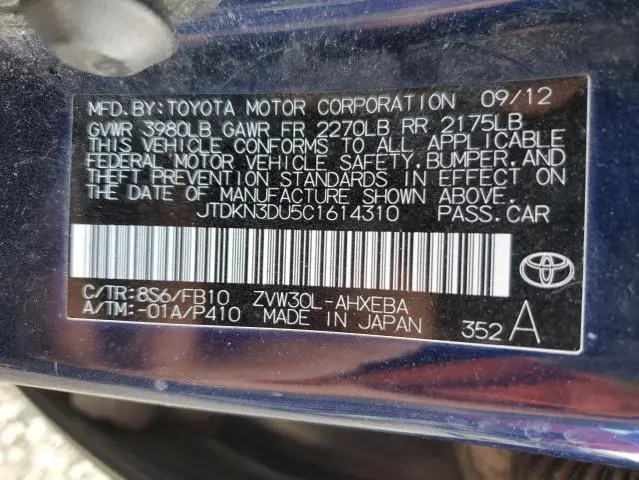 MFD. BY: TOYOTA MOTOR CORPORATION 09/12
GVWR 3980LB GAWR FR 2270LB RR 2175LB
THIS VEHICLE CONFORMS TO ALL APPLICABLE
FEDERAL MOTOR VEHICLE SAFETY, BUMPER, AND
THEFT PREVENTION STANDARDS IN EFFECT ON
THE DATE OF MANUFACTURE SHOWN ABOVE.
JTDKN3DU5C1614310 PASS. CAR
C/TR: 8S6/FB10 ZVW30L-AHXEBA
A/TM: -01A/P410 MADE IN JAPAN 352 A